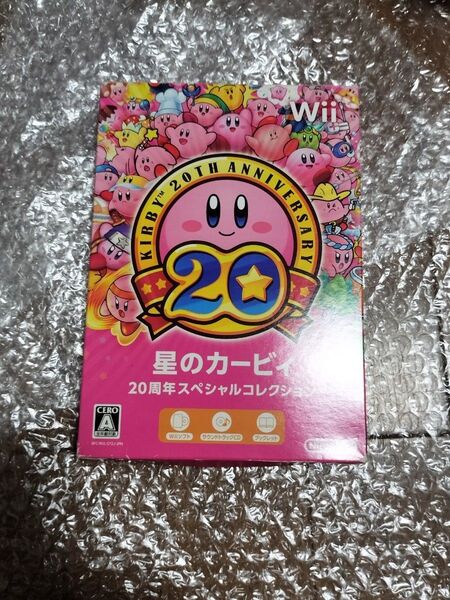 Wii
KIRBY™ 20TH ANNIVERSARY
20
星のカービィ
20周年スペシャルコレクション
CERO
A
Wiiソフト
サウンドトラックCD
ブックレット